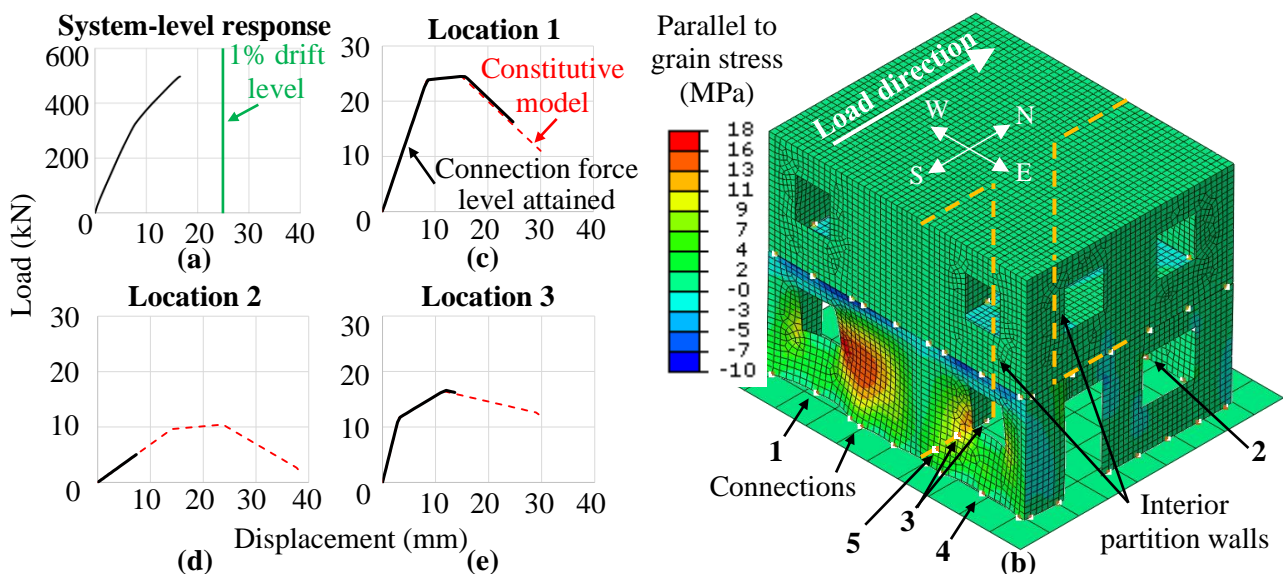 System-level response
600
400
200
0
0
10
20
30
40
1% drift
level
(a)
Location 1
30
20
10
0
0
10
20
30
40
Constitutive
model
Connection force
level attained
(c)
Location 2
30
20
10
0
0
10
20
30
40
(d)
Location 3
30
20
10
0
0
10
20
30
40
(e)
Load (kN)
Displacement (mm)
Parallel to
grain stress
(MPa)
18
16
13
11
9
7
4
2
-0
-3
-5
-7
-10
Load direction
W
N
S
E
1
Connections
5
3
4
2
Interior
partition walls
(b)